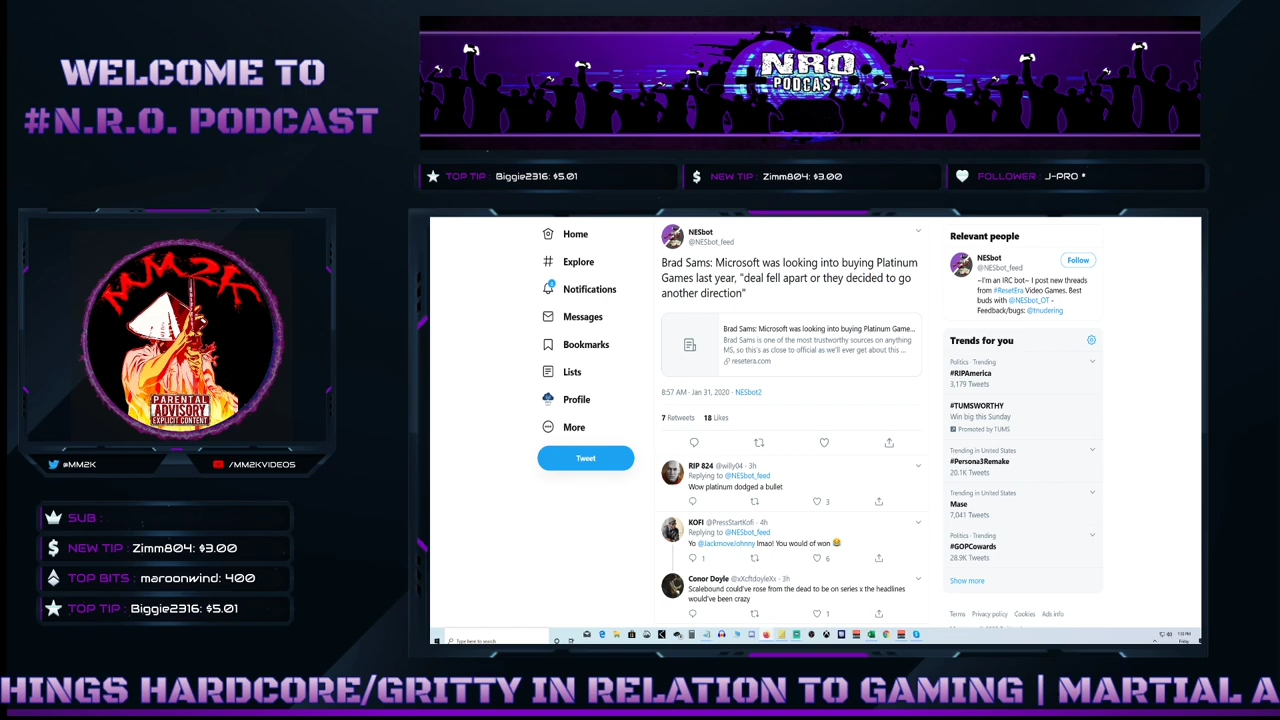 WELCOME TO
#N.R.O. PODCAST
NRO
PODCAST
TOP TIP : Biggie2316: $5.01
NEW TIP : Zimm804: $3.00
FOLLOWER : J-PRO *
MM2K
PARENTAL
ADVISORY
EXPLICIT CONTENT
@MM2K
/MM2KVIDEOS
SUB :
NEW TIP : Zimm804: $3.00
TOP BITS : maroonwind: 400
TOP TIP : Biggie2316: $5.01
Home
Explore
Notifications
Messages
Bookmarks
Lists
Profile
More
Tweet
NESbot
@NESbot_feed
Brad Sams: Microsoft was looking into buying Platinum
Games last year, "deal fell apart or they decided to go
another direction"
Brad Sams: Microsoft was looking into buying Platinum Game...
Brad Sams is one of the most trustworthy sources on anything
MS, so this's as close to official as we'll ever get about this ...
resetera.com
8:57 AM · Jan 31, 2020 · NESbot2
7 Retweets 18 Likes
RIP 824 @willy04 · 3h
Replying to @NESbot_feed
Wow platinum dodged a bullet
3
KOFI @PressStartKofi · 4h
Replying to @NESbot_feed
Yo @JackmoveJohnny lmao! You would of won 😂
1 6
Conor Doyle @xXcftdoyleXx · 3h
Scalebound could've rose from the dead to be on series x the headlines
would've been crazy
1
Relevant people
NESbot
@NESbot_feed
Follow
~I'm an IRC bot~ I post new threads
from #ResetEra Video Games. Best
buds with @NESbot_OT ~
Feedback/bugs: @tnudering
Trends for you
Politics · Trending
#RIPAmerica
3,179 Tweets
#TUMSWORTHY
Win big this Sunday
Promoted by TUMS
Trending in United States
#Persona3Remake
20.1K Tweets
Trending in United States
Mase
7,041 Tweets
Politics · Trending
#GOPCowards
28.9K Tweets
Show more
Terms Privacy policy Cookies Ads info
Type here to search
Friday
HINGS HARDCORE/GRITTY IN RELATION TO GAMING | MARTIAL A